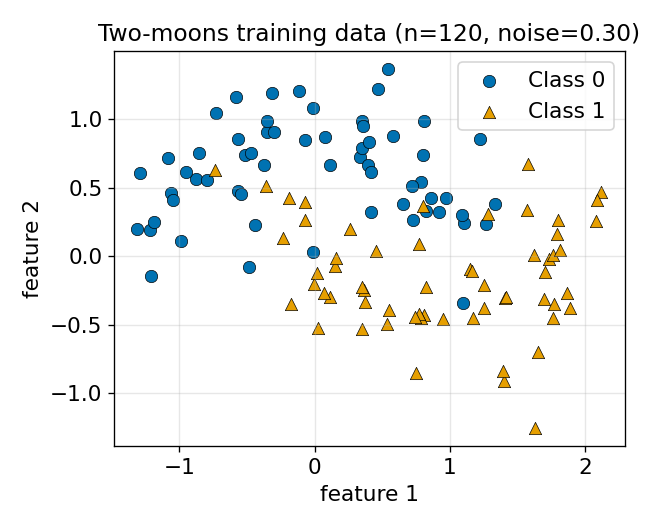 Two-moons training data (n=120, noise=0.30)
Class 0
Class 1
1.0
0.5
0.0
−0.5
−1.0
feature 2
−1
0
1
2
feature 1